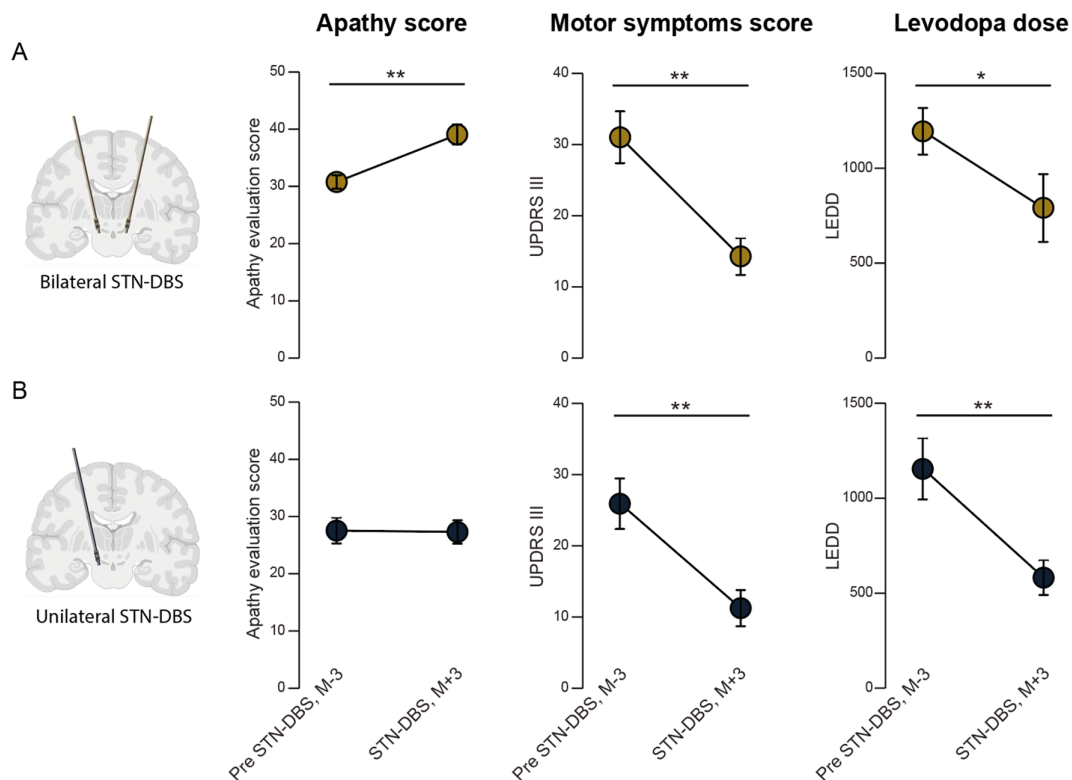 Apathy score
Motor symptoms score
Levodopa dose
A
Bilateral STN-DBS
Apathy evaluation score
50
40
30
20
10
0
**
UPDRS III
40
30
20
10
0
**
LEDD
1500
1000
500
0
*
B
Unilateral STN-DBS
Apathy evaluation score
50
40
30
20
10
0
Pre STN-DBS, M-3
STN-DBS, M+3
UPDRS III
40
30
20
10
0
**
Pre STN-DBS, M-3
STN-DBS, M+3
LEDD
1500
1000
500
0
**
Pre STN-DBS, M-3
STN-DBS, M+3